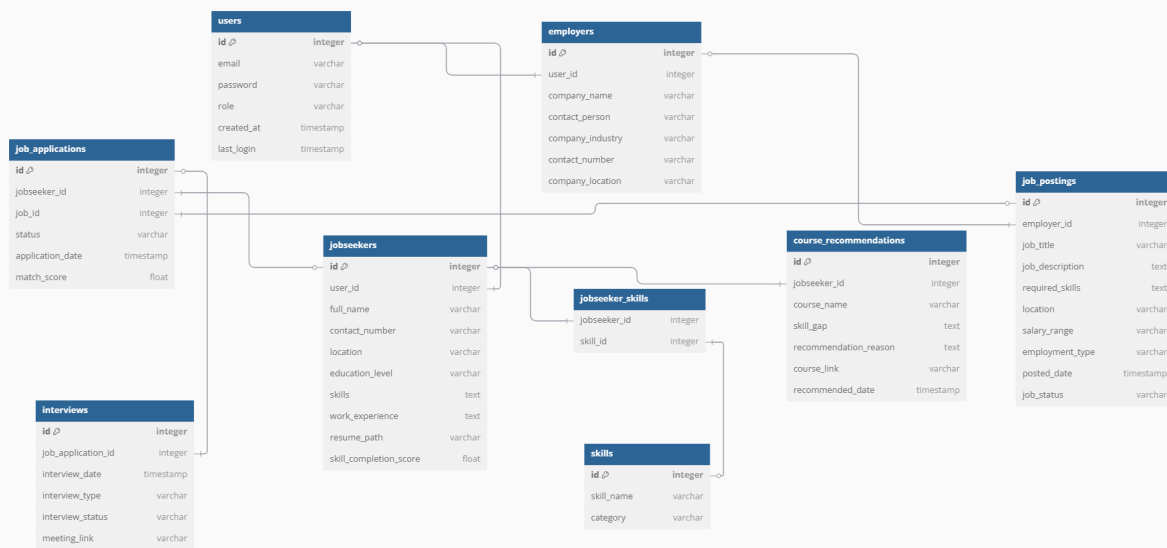 users
id integer
email varchar
password varchar
role varchar
created_at timestamp
last_login timestamp
employers
id integer
user_id integer
company_name varchar
contact_person varchar
company_industry varchar
contact_number varchar
company_location varchar
job_applications
id integer
jobseeker_id integer
job_id integer
status varchar
application_date timestamp
match_score float
job_postings
id integer
employer_id integer
job_title varchar
job_description text
required_skills text
location varchar
salary_range varchar
employment_type varchar
posted_date timestamp
job_status varchar
jobseekers
id integer
user_id integer
full_name varchar
contact_number varchar
location varchar
education_level varchar
skills text
work_experience text
resume_path varchar
skill_completion_score float
course_recommendations
id integer
jobseeker_id integer
course_name varchar
skill_gap text
recommendation_reason text
course_link varchar
recommended_date timestamp
jobseeker_skills
jobseeker_id integer
skill_id integer
interviews
id integer
job_application_id integer
interview_date timestamp
interview_type varchar
interview_status varchar
meeting_link varchar
skills
id integer
skill_name varchar
category varchar